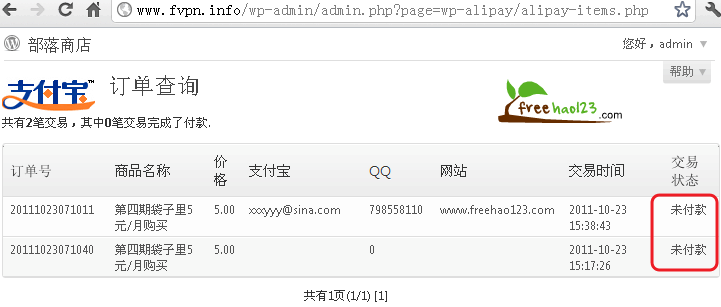 www.fvpn.info/wp-admin/admin.php?page=wp-alipay/alipay-items.php
部落商店
您好，admin
帮助
支付宝™ 订单查询
freehao123.com
共有2笔交易，其中0笔交易完成了付款.
订单号 商品名称 价格 支付宝 QQ 网站 交易时间 交易状态
20111023071011 第四期袋子里5 5.00 xxxyyy@sina.com 798558110 www.freehao123.com 2011-10-23 未付款
元/月购买 15:38:43
20111023071040 第四期袋子里5 5.00 0 2011-10-23 未付款
元/月购买 15:17:26
共有1页(1/1) [1]